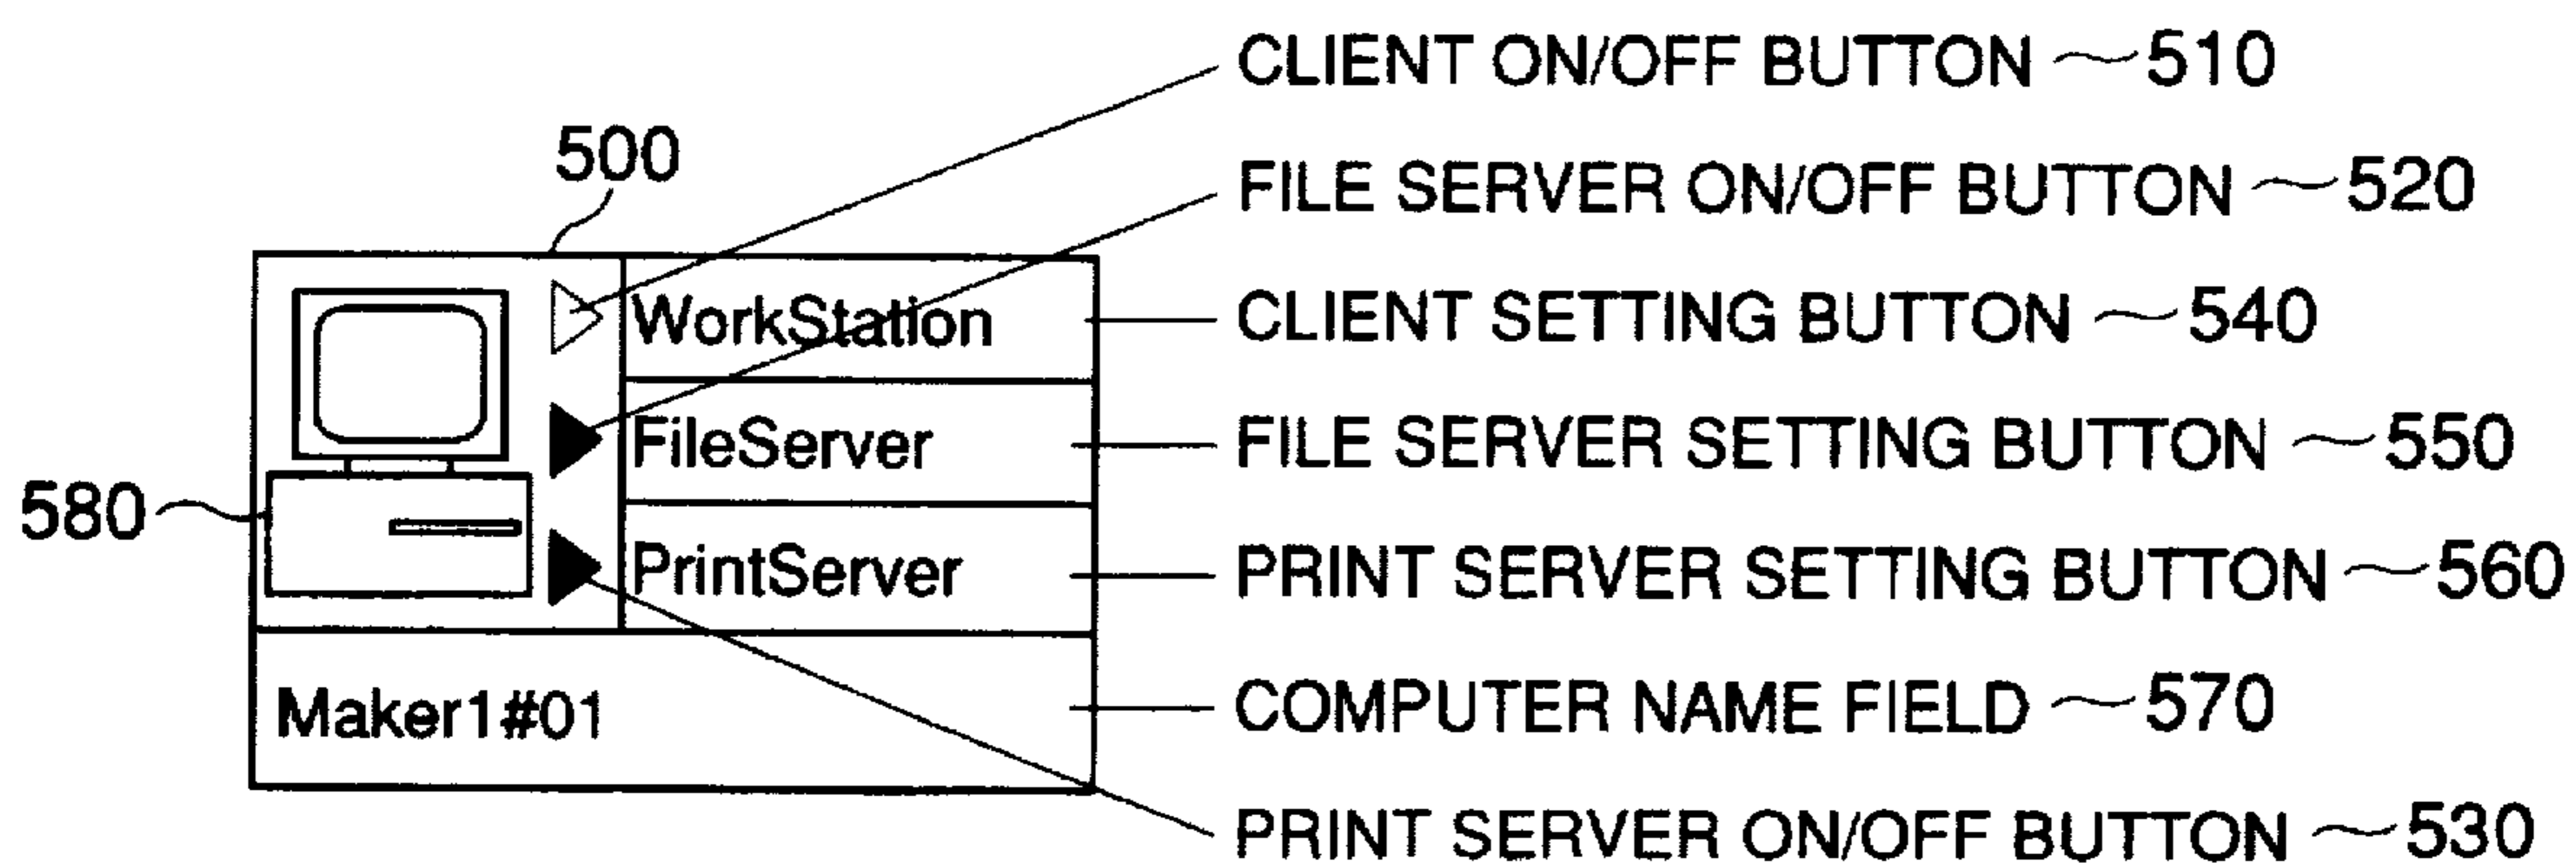 CLIENT ON/OFF BUTTON 510
500
FILE SERVER ON/OFF BUTTON 520
WorkStation
CLIENT SETTING BUTTON 540
FileServer
FILE SERVER SETTING BUTTON 550
580
PrintServer
PRINT SERVER SETTING BUTTON 560
Maker1#01
COMPUTER NAME FIELD 570
PRINT SERVER ON/OFF BUTTON 530